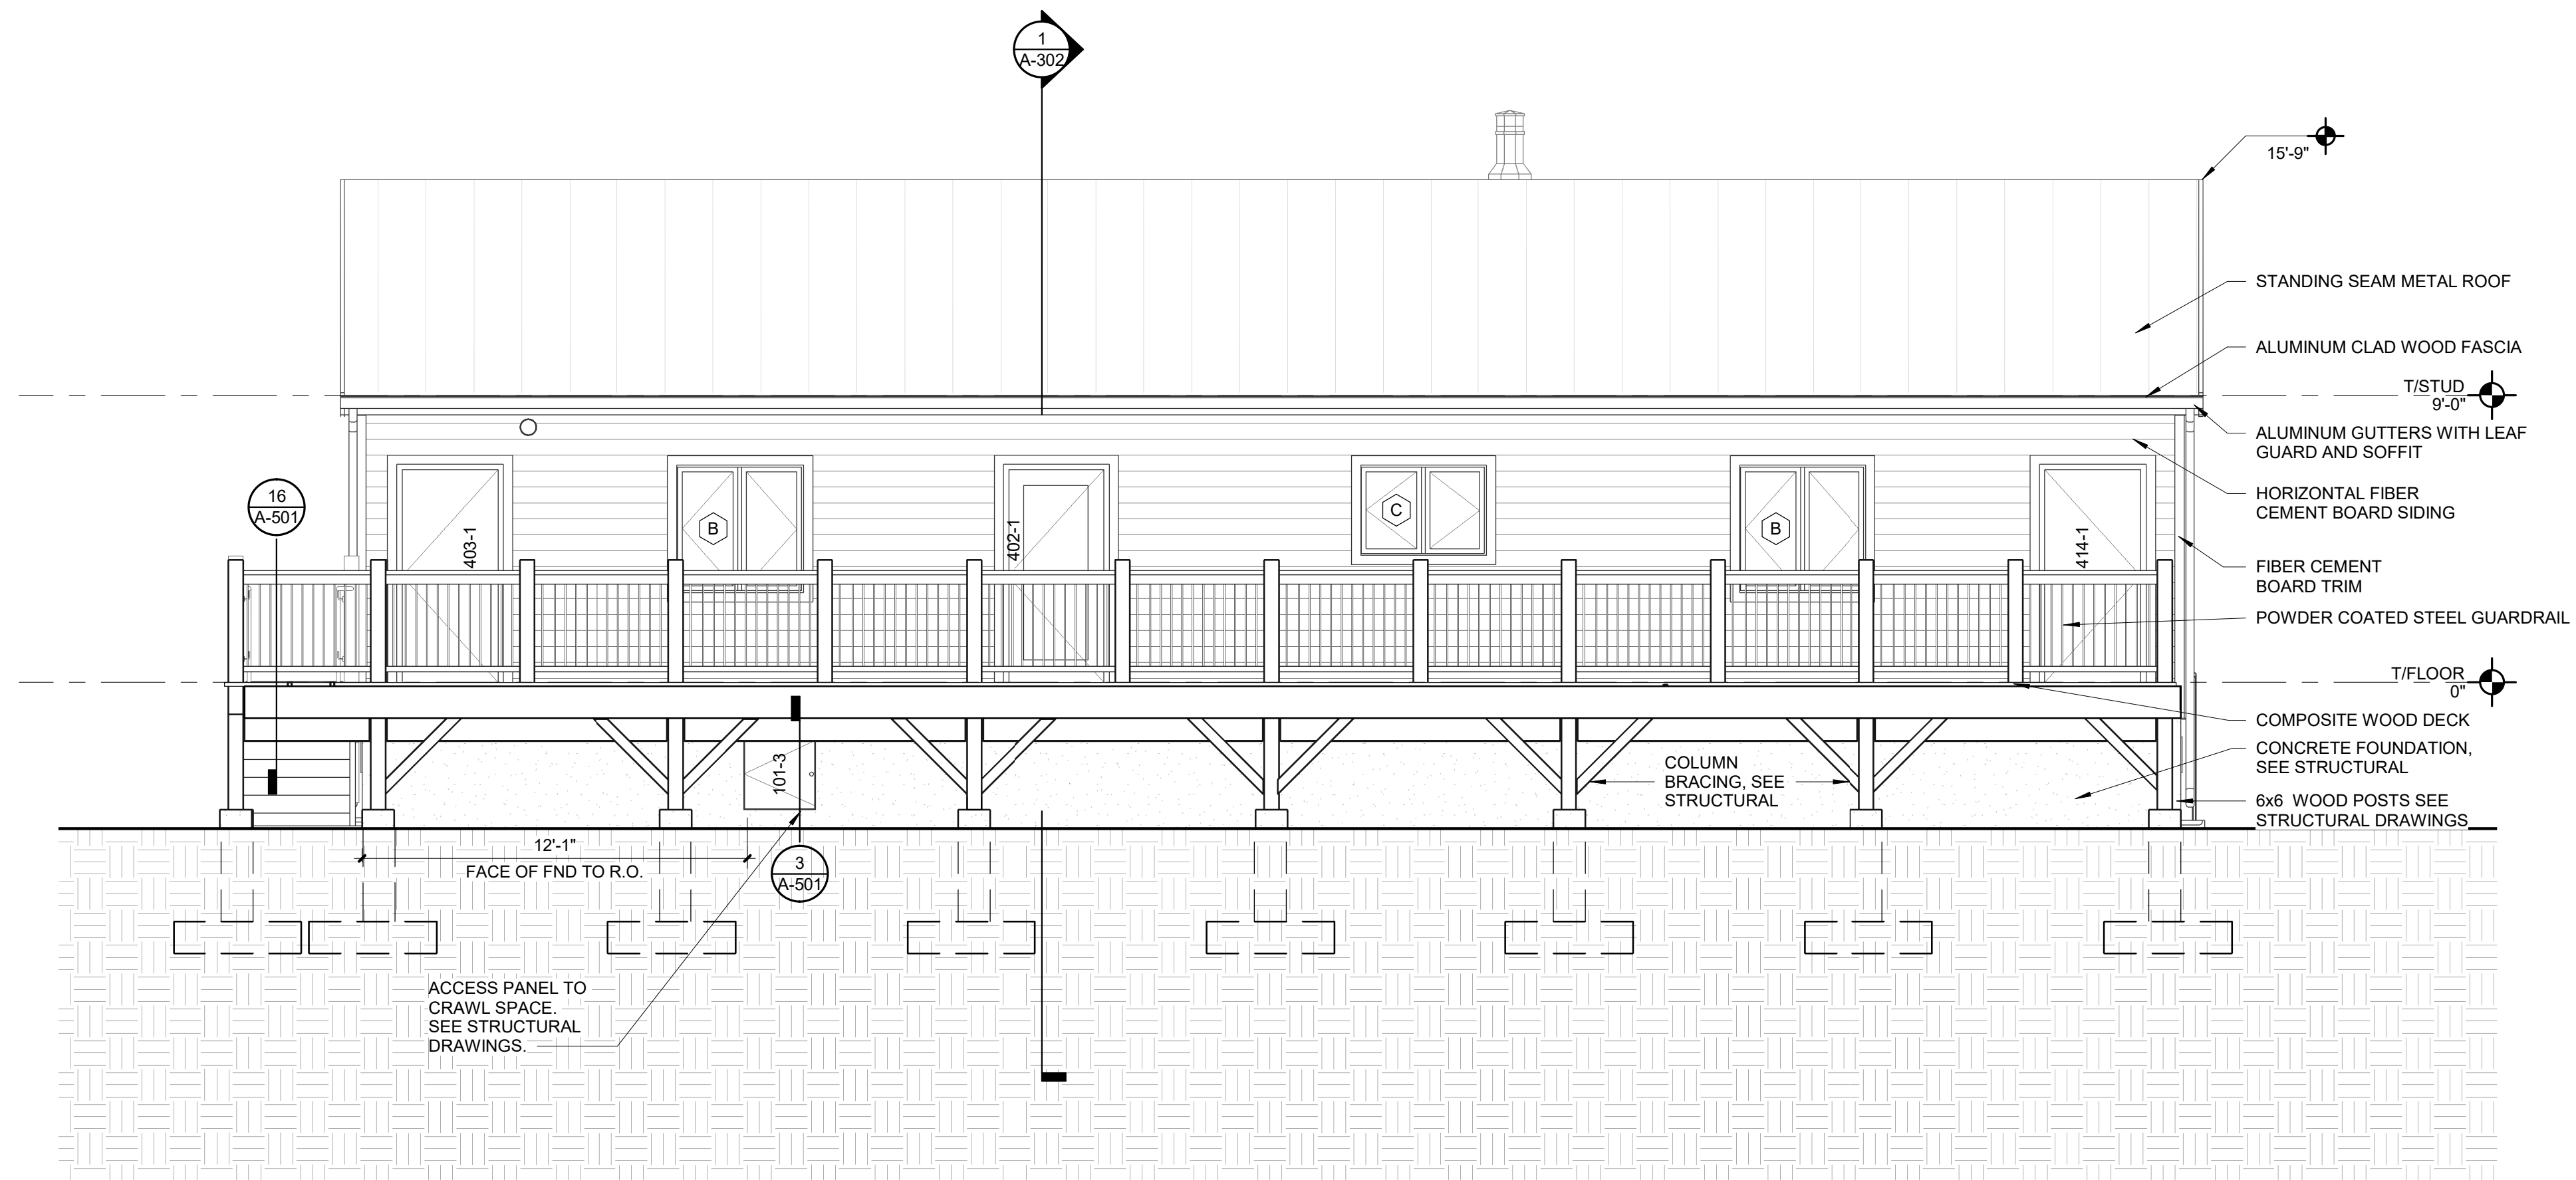 1
A-302
15'-9"
STANDING SEAM METAL ROOF
ALUMINUM CLAD WOOD FASCIA
T/STUD
9'-0"
ALUMINUM GUTTERS WITH LEAF
GUARD AND SOFFIT
HORIZONTAL FIBER
CEMENT BOARD SIDING
16
A-501
B
C
B
403-1
402-1
414-1
FIBER CEMENT
BOARD TRIM
POWDER COATED STEEL GUARDRAIL
T/FLOOR
0"
COMPOSITE WOOD DECK
CONCRETE FOUNDATION,
SEE STRUCTURAL
101-3
COLUMN
BRACING, SEE
STRUCTURAL
6x6 WOOD POSTS SEE
STRUCTURAL DRAWINGS
12'-1"
FACE OF FND TO R.O.
3
A-501
ACCESS PANEL TO
CRAWL SPACE.
SEE STRUCTURAL
DRAWINGS.